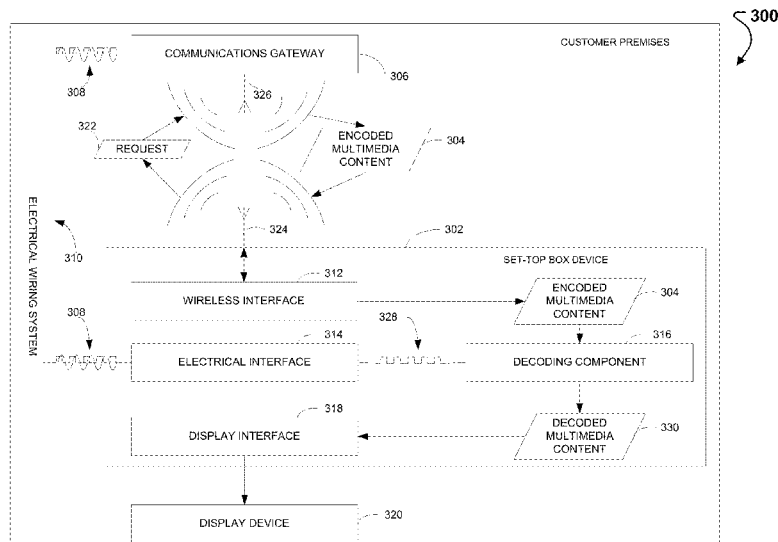 300
CUSTOMER PREMISES
COMMUNICATIONS GATEWAY
306
308
326
322
REQUEST
ENCODED
MULTIMEDIA
CONTENT
304
324
302
ELECTRICAL WIRING SYSTEM
310
SET-TOP BOX DEVICE
312
WIRELESS INTERFACE
ENCODED
MULTIMEDIA
CONTENT
304
308
314
328
316
ELECTRICAL INTERFACE
DECODING COMPONENT
318
DISPLAY INTERFACE
DECODED
MULTIMEDIA
CONTENT
330
DISPLAY DEVICE
320